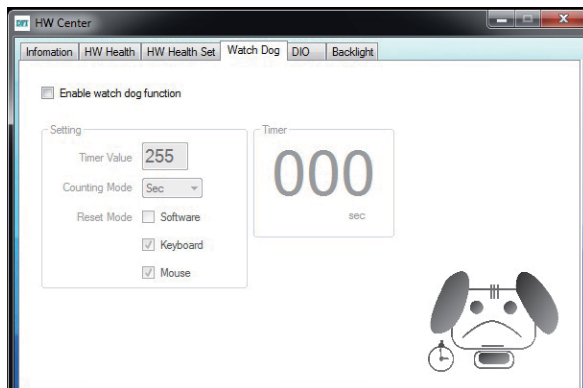 DFI HW Center
Infomation HW Health HW Health Set Watch Dog DIO Backlight
Enable watch dog function
Setting
Timer Value 255
Counting Mode Sec
Reset Mode Software
Keyboard
Mouse
Timer
000
sec